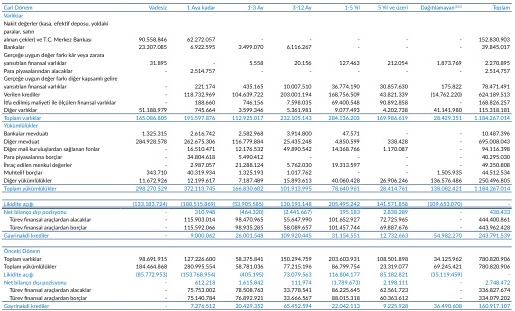 Cari Dönem Vadesiz 1 Aya kadar 1-3 Ay 3-12 Ay 1-5 Yıl 5 Yıl ve üzeri Dağıtılamayan Toplam
Varlıklar
Nakit değerler (kasa, efektif deposu, yoldaki
paralar, satın
alınan çekler) ve T.C. Merkez Bankası 90.558.846 62.272.057 - - - - - 152.830.903
Bankalar 23.307.085 6.922.595 3.499.070 6.116.267 - - - 39.845.017
Gerçeğe uygun değer farkı kâr veya zarara
yansıtılan finansal varlıklar 31.895 - 5.558 20.156 127.463 212.054 1.873.769 2.270.895
Para piyasalarından alacaklar - 2.514.757 - - - - - 2.514.757
Gerçeğe uygun değer farkı diğer kapsamlı gelire
yansıtılan finansal varlıklar - 221.174 435.165 10.007.510 36.774.190 30.857.630 175.822 78.471.491
Verilen krediler - 118.732.969 104.639.722 203.001.194 168.756.509 43.821.339 (14.762.220) 624.189.513
İtfa edilmiş maliyeti ile ölçülen finansal varlıklar - 188.660 746.156 7.598.035 69.400.548 90.892.858 - 168.826.257
Diğer varlıklar 51.188.979 745.664 3.599.346 5.361.981 9.077.493 4.202.738 41.141.980 115.318.181
Toplam varlıklar 165.086.805 191.597.876 112.925.017 232.105.143 284.136.203 169.986.619 28.429.351 1.184.267.014
Yükümlülükler
Bankalar mevduatı 1.325.315 2.616.742 2.582.968 3.914.800 47.571 - - 10.487.396
Diğer mevduat 284.928.578 262.675.306 116.779.884 25.435.248 4.850.599 338.428 - 695.008.043
Diğer mali kuruluşlardan sağlanan fonlar - 16.510.471 12.176.532 49.890.542 14.368.766 1.170.087 - 94.116.398
Para piyasalarına borçlar - 34.804.618 5.490.412 - - - - 40.295.030
İhraç edilen menkul değerler - 2.987.057 21.288.124 5.762.030 19.313.597 - - 49.350.808
Muhtelif borçlar 343.710 40.319.934 1.325.193 1.017.762 - - 1.505.935 44.512.534
Diğer yükümlülükler 11.672.926 12.199.617 7.187.489 15.893.613 40.060.428 26.906.246 136.576.486 250.496.805
Toplam yükümlülükler 298.270.529 372.113.745 166.830.602 101.913.995 78.640.961 28.414.761 138.082.421 1.184.267.014
Likidite açığı (133.183.724) (180.515.869) (53.905.585) 130.191.148 205.495.242 141.571.858 (109.653.070) -
Net bilanço dışı pozisyonu - 310.948 (464.320) (2.441.667) 195.183 2.838.289 - 438.433
Türev finansal araçlardan alacaklar - 115.903.014 98.470.965 55.647.990 101.652.927 72.725.965 - 444.400.861
Türev finansal araçlardan borçlar - 115.592.066 98.935.285 58.089.657 101.457.744 69.887.676 - 443.962.428
Gayrinakdi krediler - 9.000.062 26.001.548 109.920.445 31.154.551 12.732.663 54.982.270 243.791.539
Önceki Dönem
Toplam varlıklar 98.691.915 127.226.600 58.375.841 150.294.759 203.603.931 108.501.898 34.125.962 780.820.906
Toplam yükümlülükler 184.464.868 280.995.554 58.781.036 77.215.196 86.799.754 23.319.077 69.245.421 780.820.906
Likidite açığı (85.772.953) (153.768.954) (405.195) 73.079.563 116.804.177 85.182.821 (35.119.459) -
Net bilanço dışı pozisyonu - 612.218 1.615.842 111.974 (1.789.673) 2.198.111 - 2.748.472
Türev finansal araçlardan alacaklar - 75.753.002 78.508.763 33.778.541 86.225.645 62.561.723 - 336.827.674
Türev finansal araçlardan borçlar - 75.140.784 76.892.921 33.666.567 88.015.318 60.363.612 - 334.079.202
Gayrinakdi krediler - 7.276.512 20.429.352 65.452.594 22.042.113 9.225.928 36.490.608 160.917.107